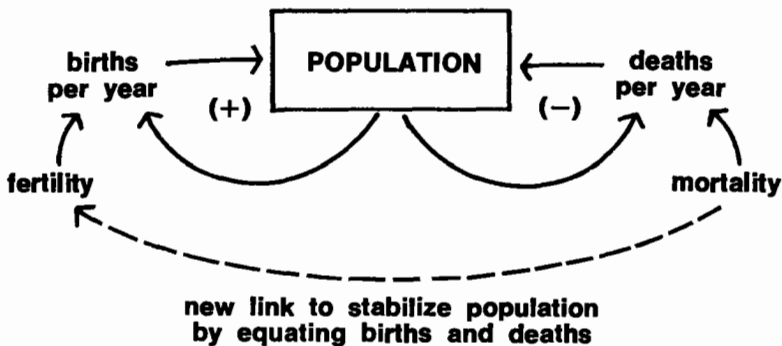 births
per year
POPULATION
deaths
per year
(+)
(−)
fertility
mortality
new link to stabilize population
by equating births and deaths